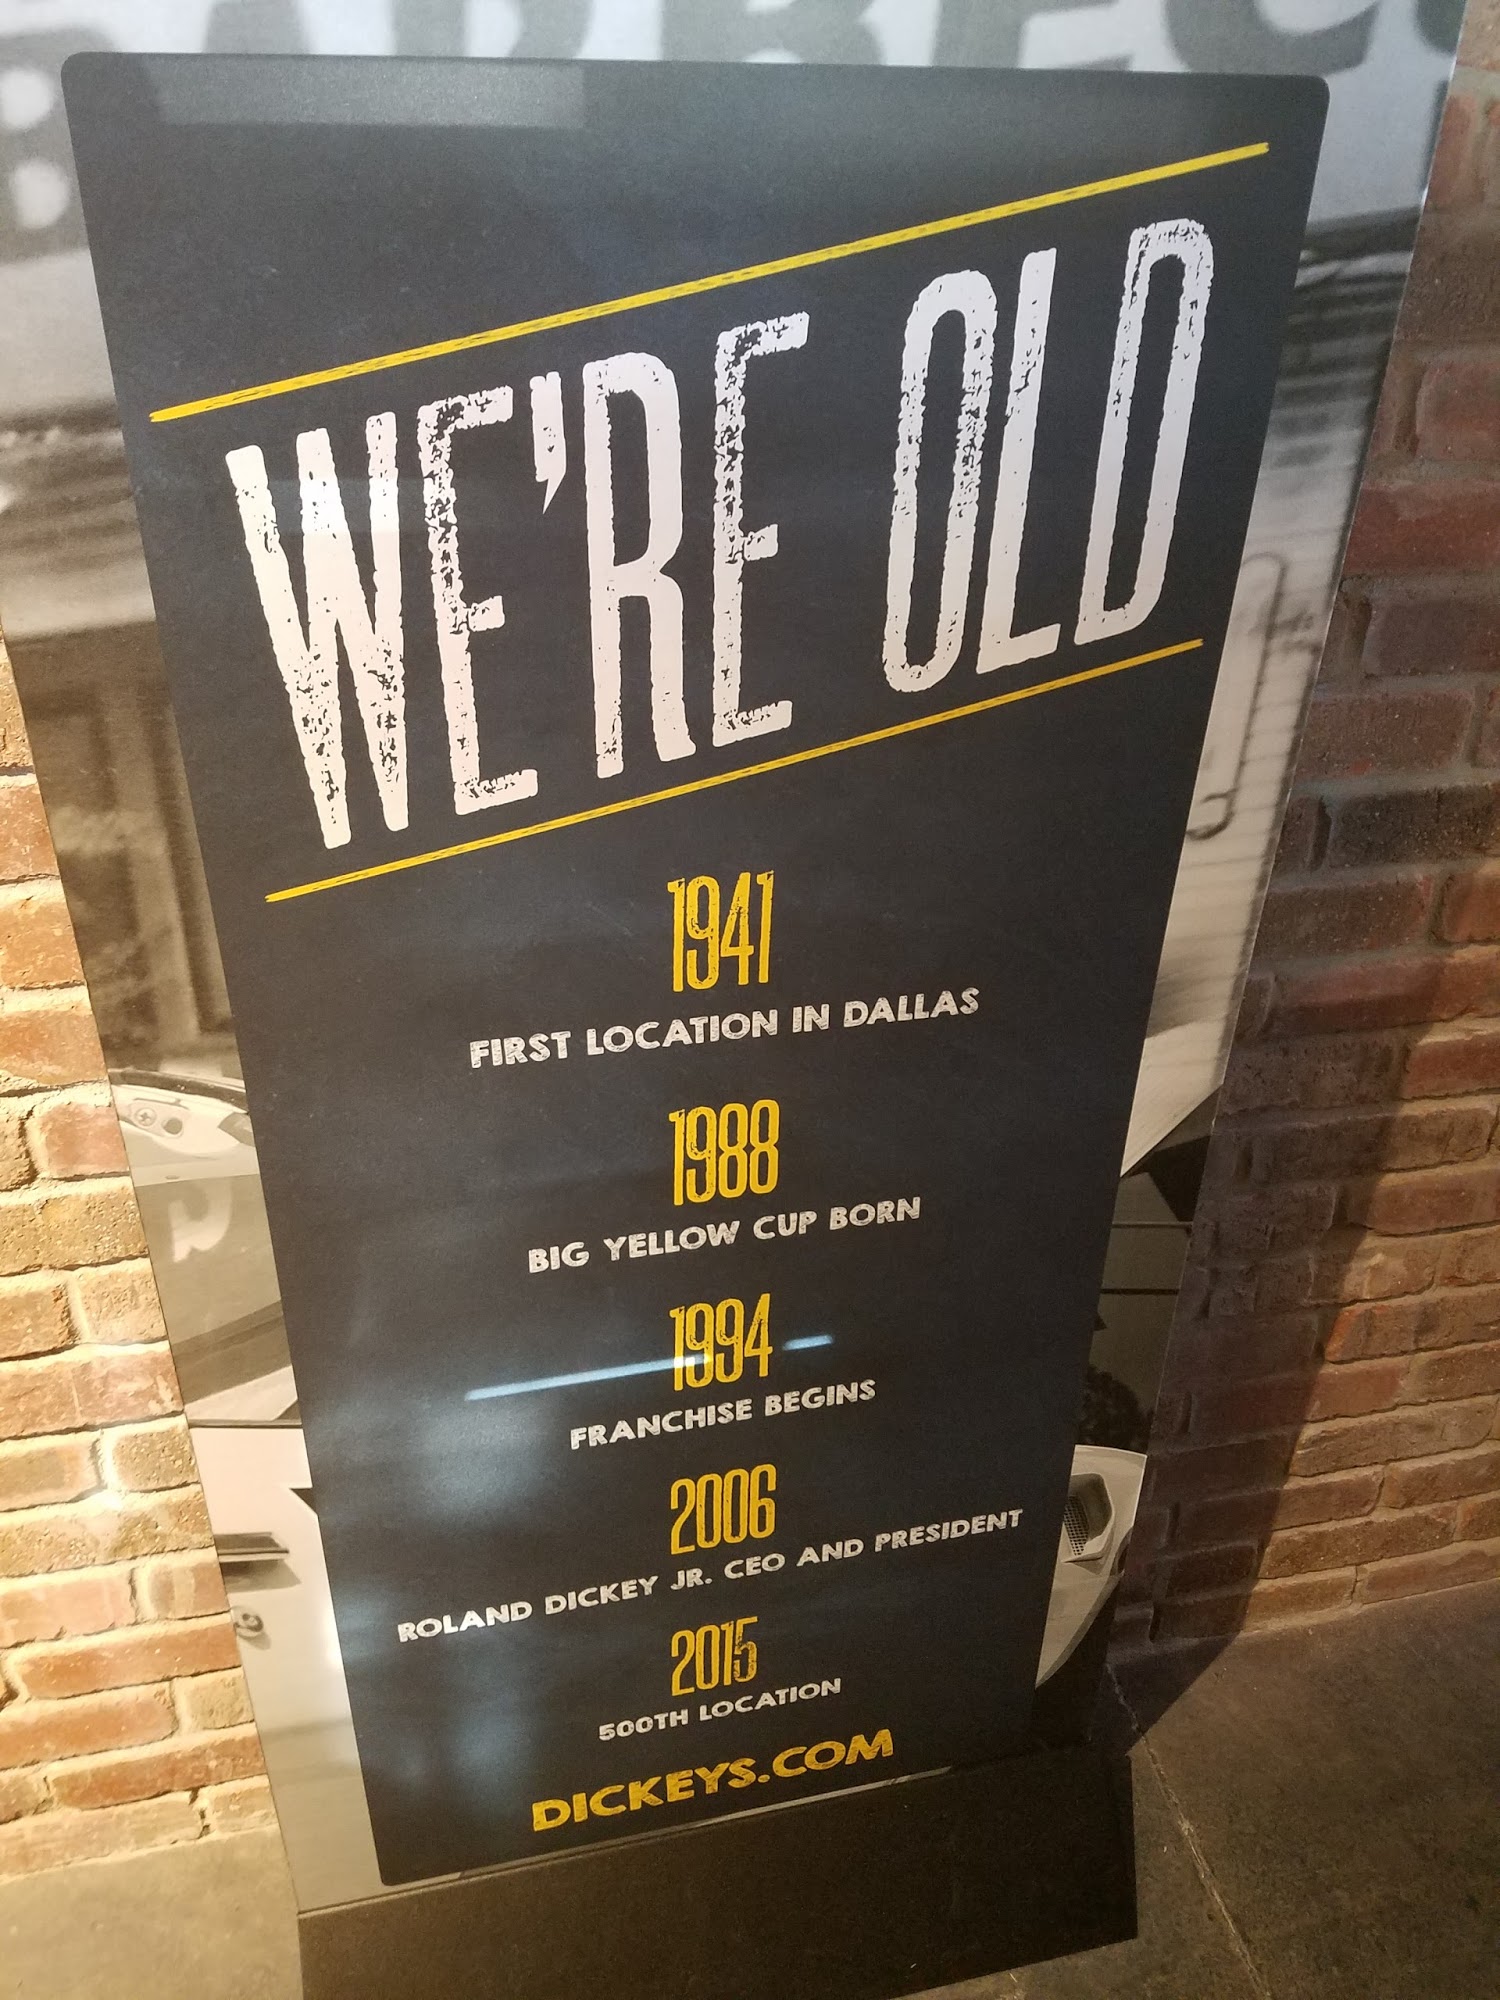 WE'RE OLD
1941
FIRST LOCATION IN DALLAS
1988
BIG YELLOW CUP BORN
1994
FRANCHISE BEGINS
2006
ROLAND DICKEY JR. CEO AND PRESIDENT
2015
500TH LOCATION
DICKEYS.COM